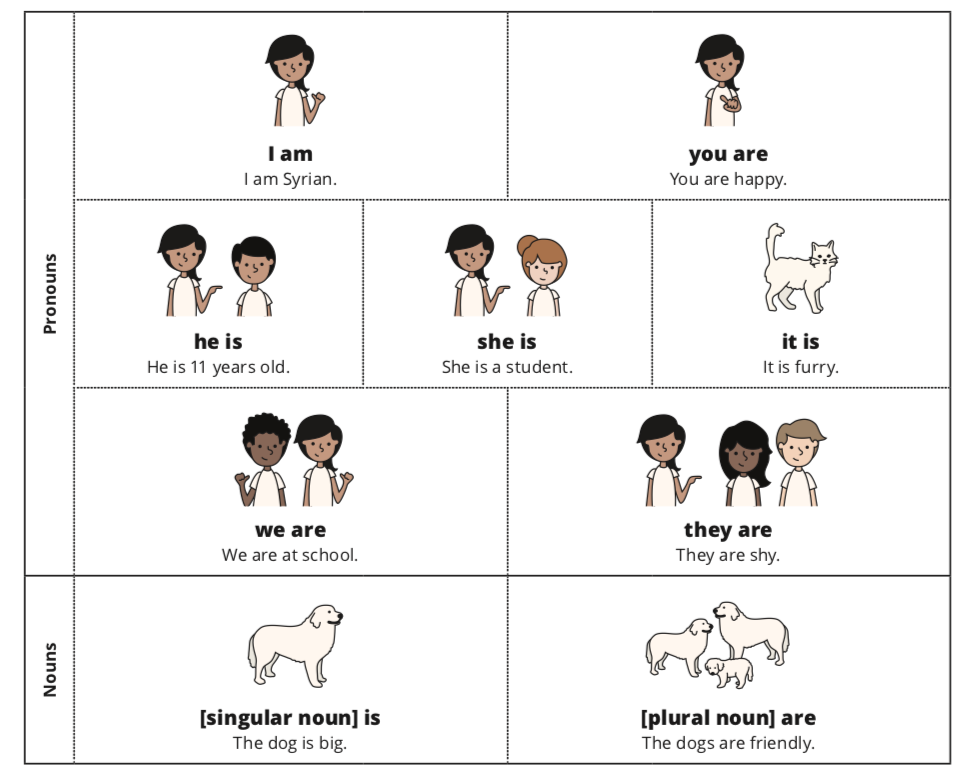 Pronouns
I am
I am Syrian.
you are
You are happy.
he is
He is 11 years old.
she is
She is a student.
it is
It is furry.
we are
We are at school.
they are
They are shy.
Nouns
[singular noun] is
The dog is big.
[plural noun] are
The dogs are friendly.